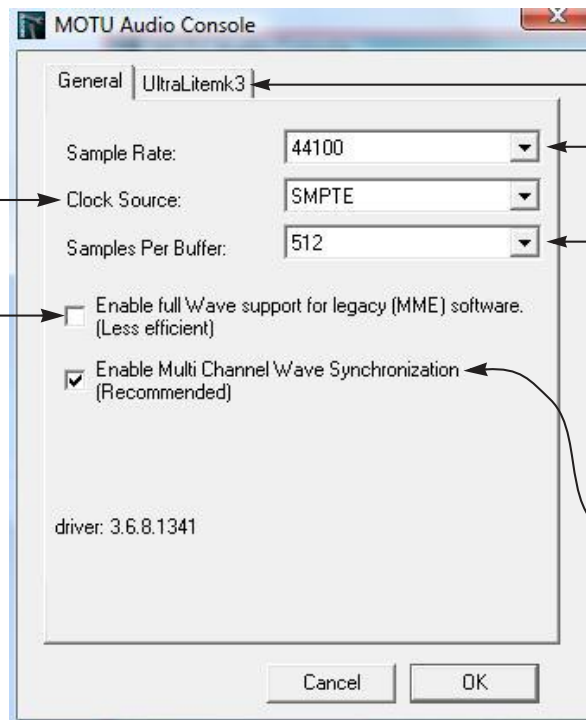 MOTU Audio Console
General
UltraLitemk3
Sample Rate:
44100
Clock Source:
SMPTE
Samples Per Buffer:
512
Enable full Wave support for legacy (MME) software.
(Less efficient)
Enable Multi Channel Wave Synchronization
(Recommended)
driver: 3.6.8.1341
Cancel
OK